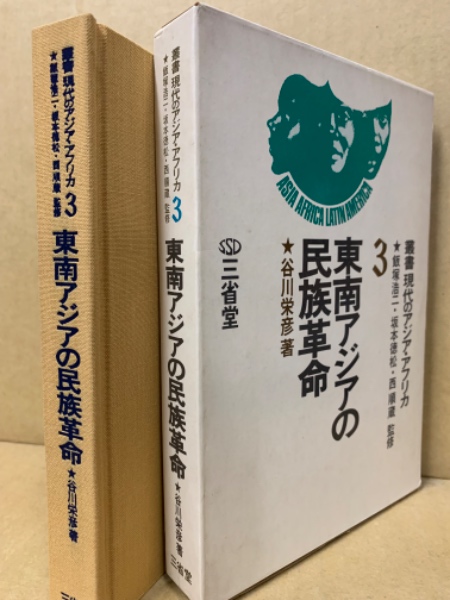 叢書 現代のアジア・アフリカ 3
★飯塚浩二・坂本徳松・西順蔵 監修
東南アジアの民族革命
★谷川栄彦著
三
叢書 現代のアジア・アフリカ 3
★飯塚浩二・坂本徳松・西順蔵 監修
東南アジアの民族革命
★谷川栄彦著
三省堂
ASIA AFRICA LATIN AMERICA
叢書 現代のアジア・アフリカ
★飯塚浩二・坂本徳松・西 順蔵 監修
3
東南アジアの
民族革命
★谷川栄彦著
SSD三省堂